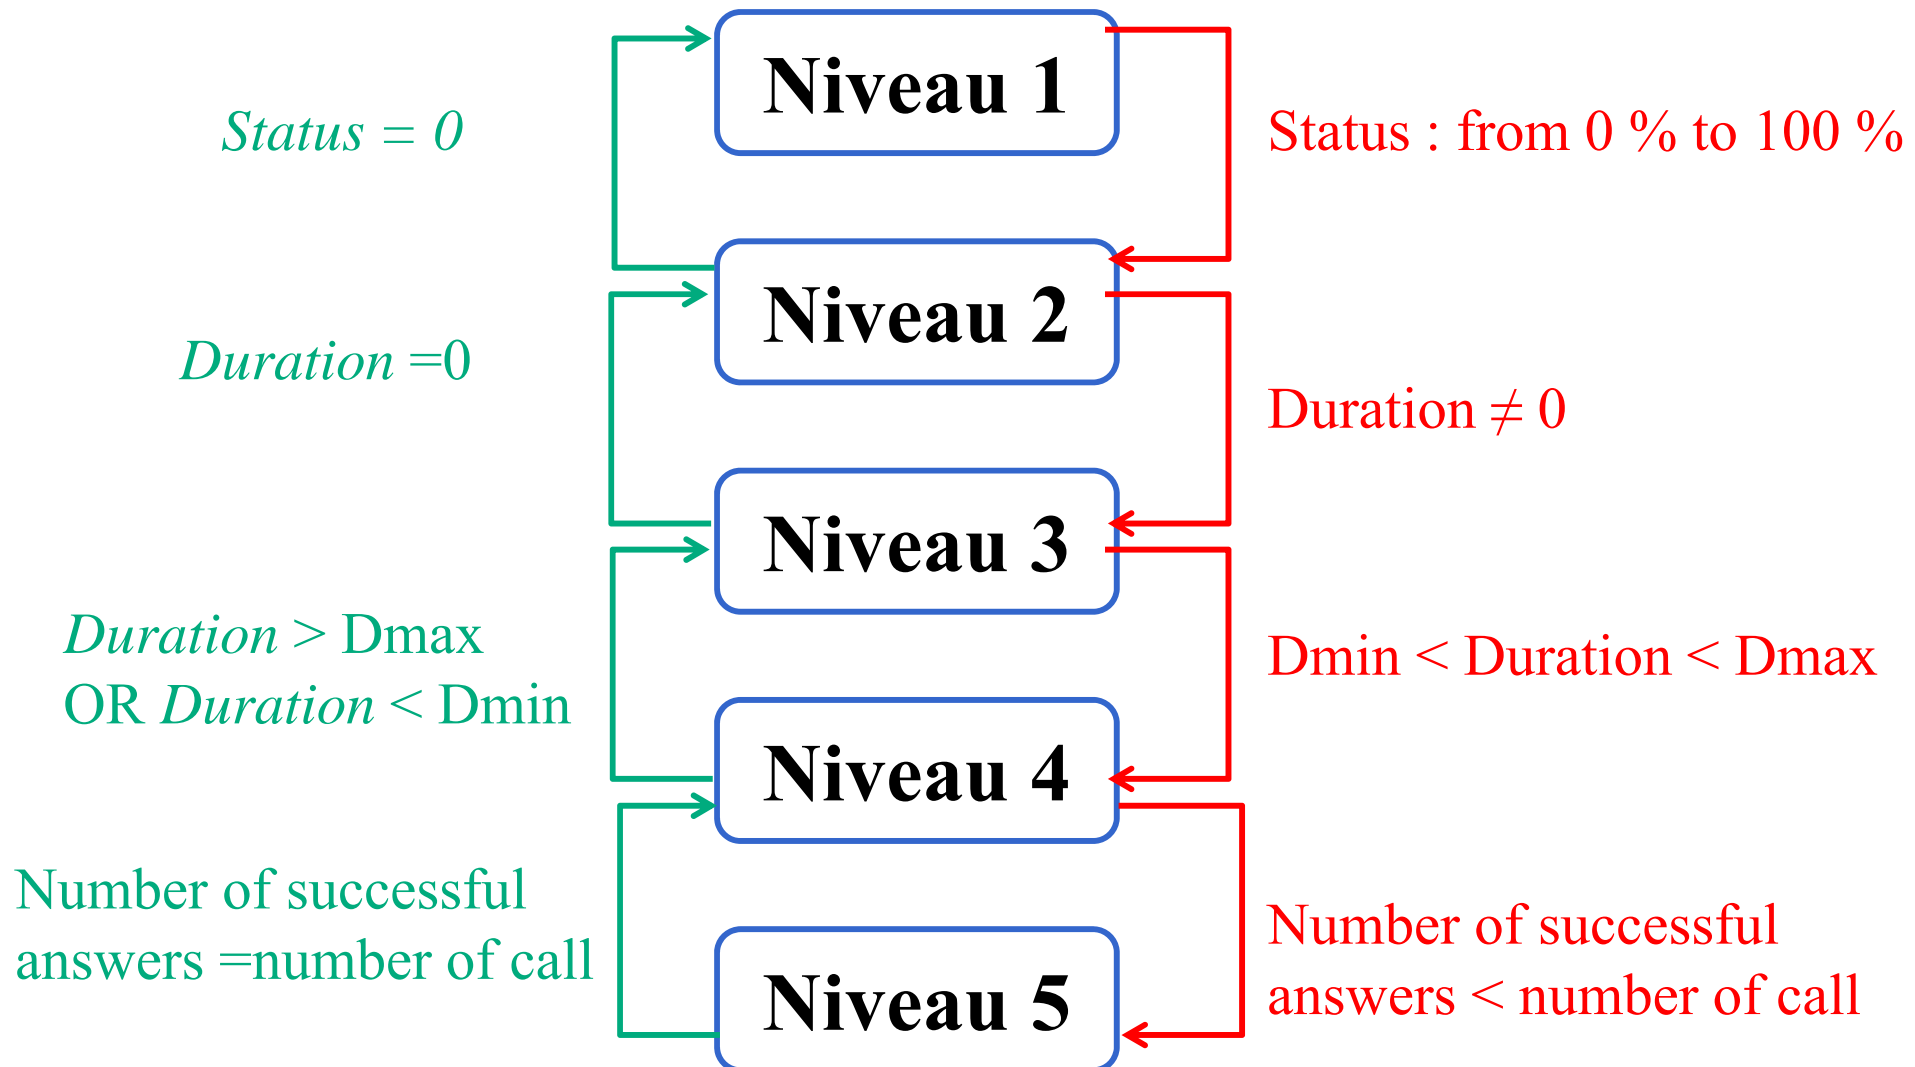 Niveau 1
Status = 0
Status : from 0 % to 100 %
Niveau 2
Duration =0
Duration ≠ 0
Niveau 3
Duration > Dmax
OR Duration < Dmin
Dmin < Duration < Dmax
Niveau 4
Number of successful
answers =number of call
Number of successful
answers < number of call
Niveau 5